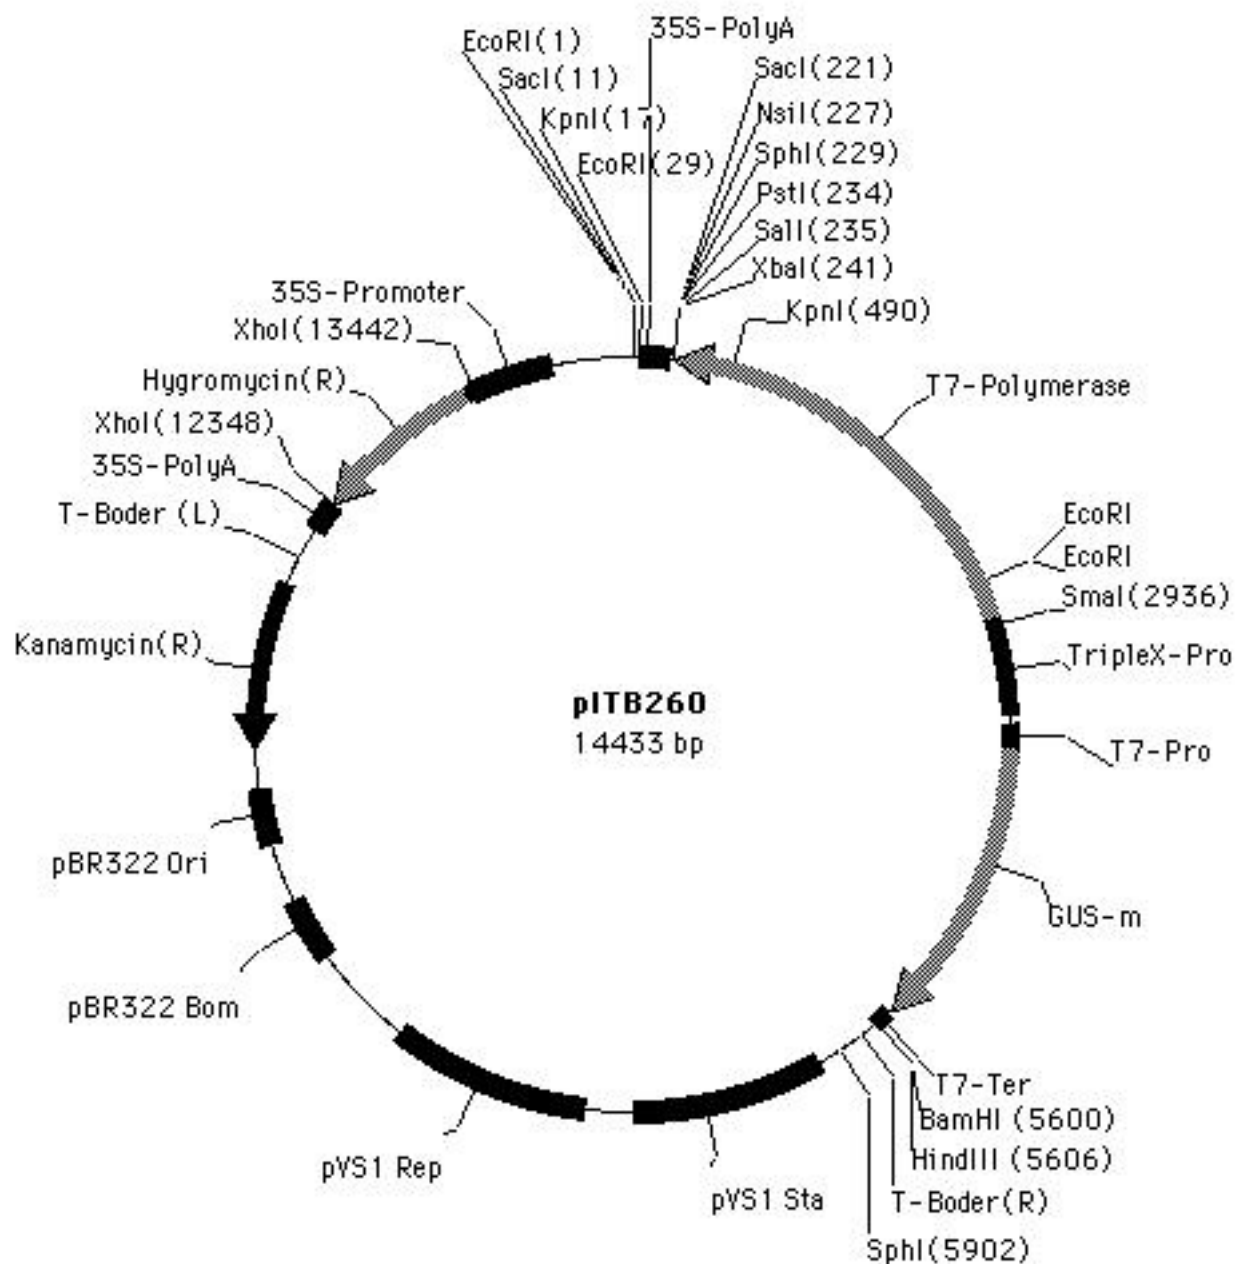 EcoRI(1)
35S-PolyA
SacI(11)
SacI(221)
KpnI(17)
NsiI(227)
EcoRI(29)
SphI(229)
PstI(234)
SalI(235)
XbaI(241)
35S-Promoter
KpnI(490)
XhoI(13442)
Hygromycin(R)
T7-Polymerase
XhoI(12348)
35S-PolyA
T-Boder (L)
EcoRI
EcoRI
SmaI(2936)
Kanamycin(R)
TripleX-Pro
pITB260
14433 bp
T7-Pro
pBR322 Ori
GUS-m
pBR322 Bom
T7-Ter
BamHI (5600)
HindIII (5606)
pVS1 Rep
pVS1 Sta
T-Boder(R)
SphI(5902)